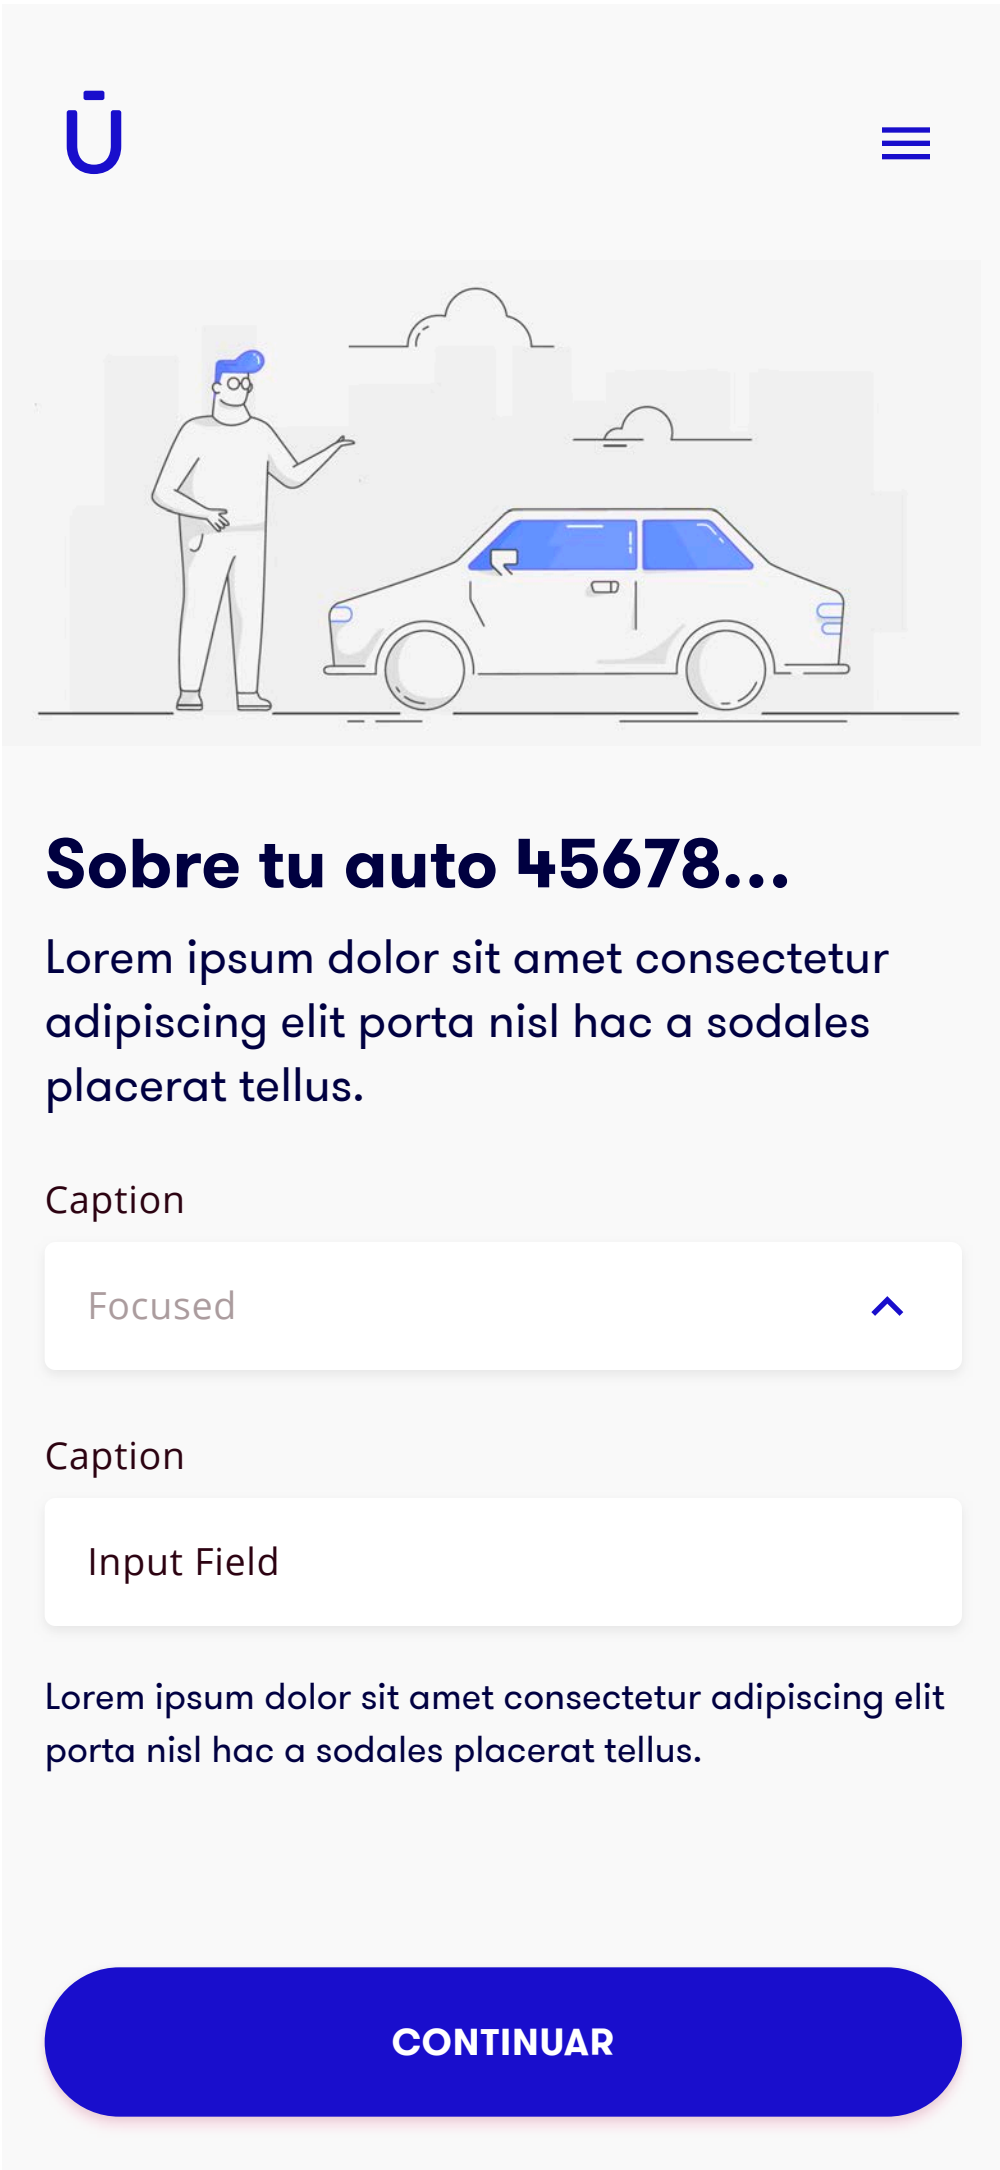 Ū
Sobre tu auto 45678...
Lorem ipsum dolor sit amet consectetur
adipiscing elit porta nisl hac a sodales
placerat tellus.
Caption
Focused
Caption
Input Field
Lorem ipsum dolor sit amet consectetur adipiscing elit
porta nisl hac a sodales placerat tellus.
CONTINUAR